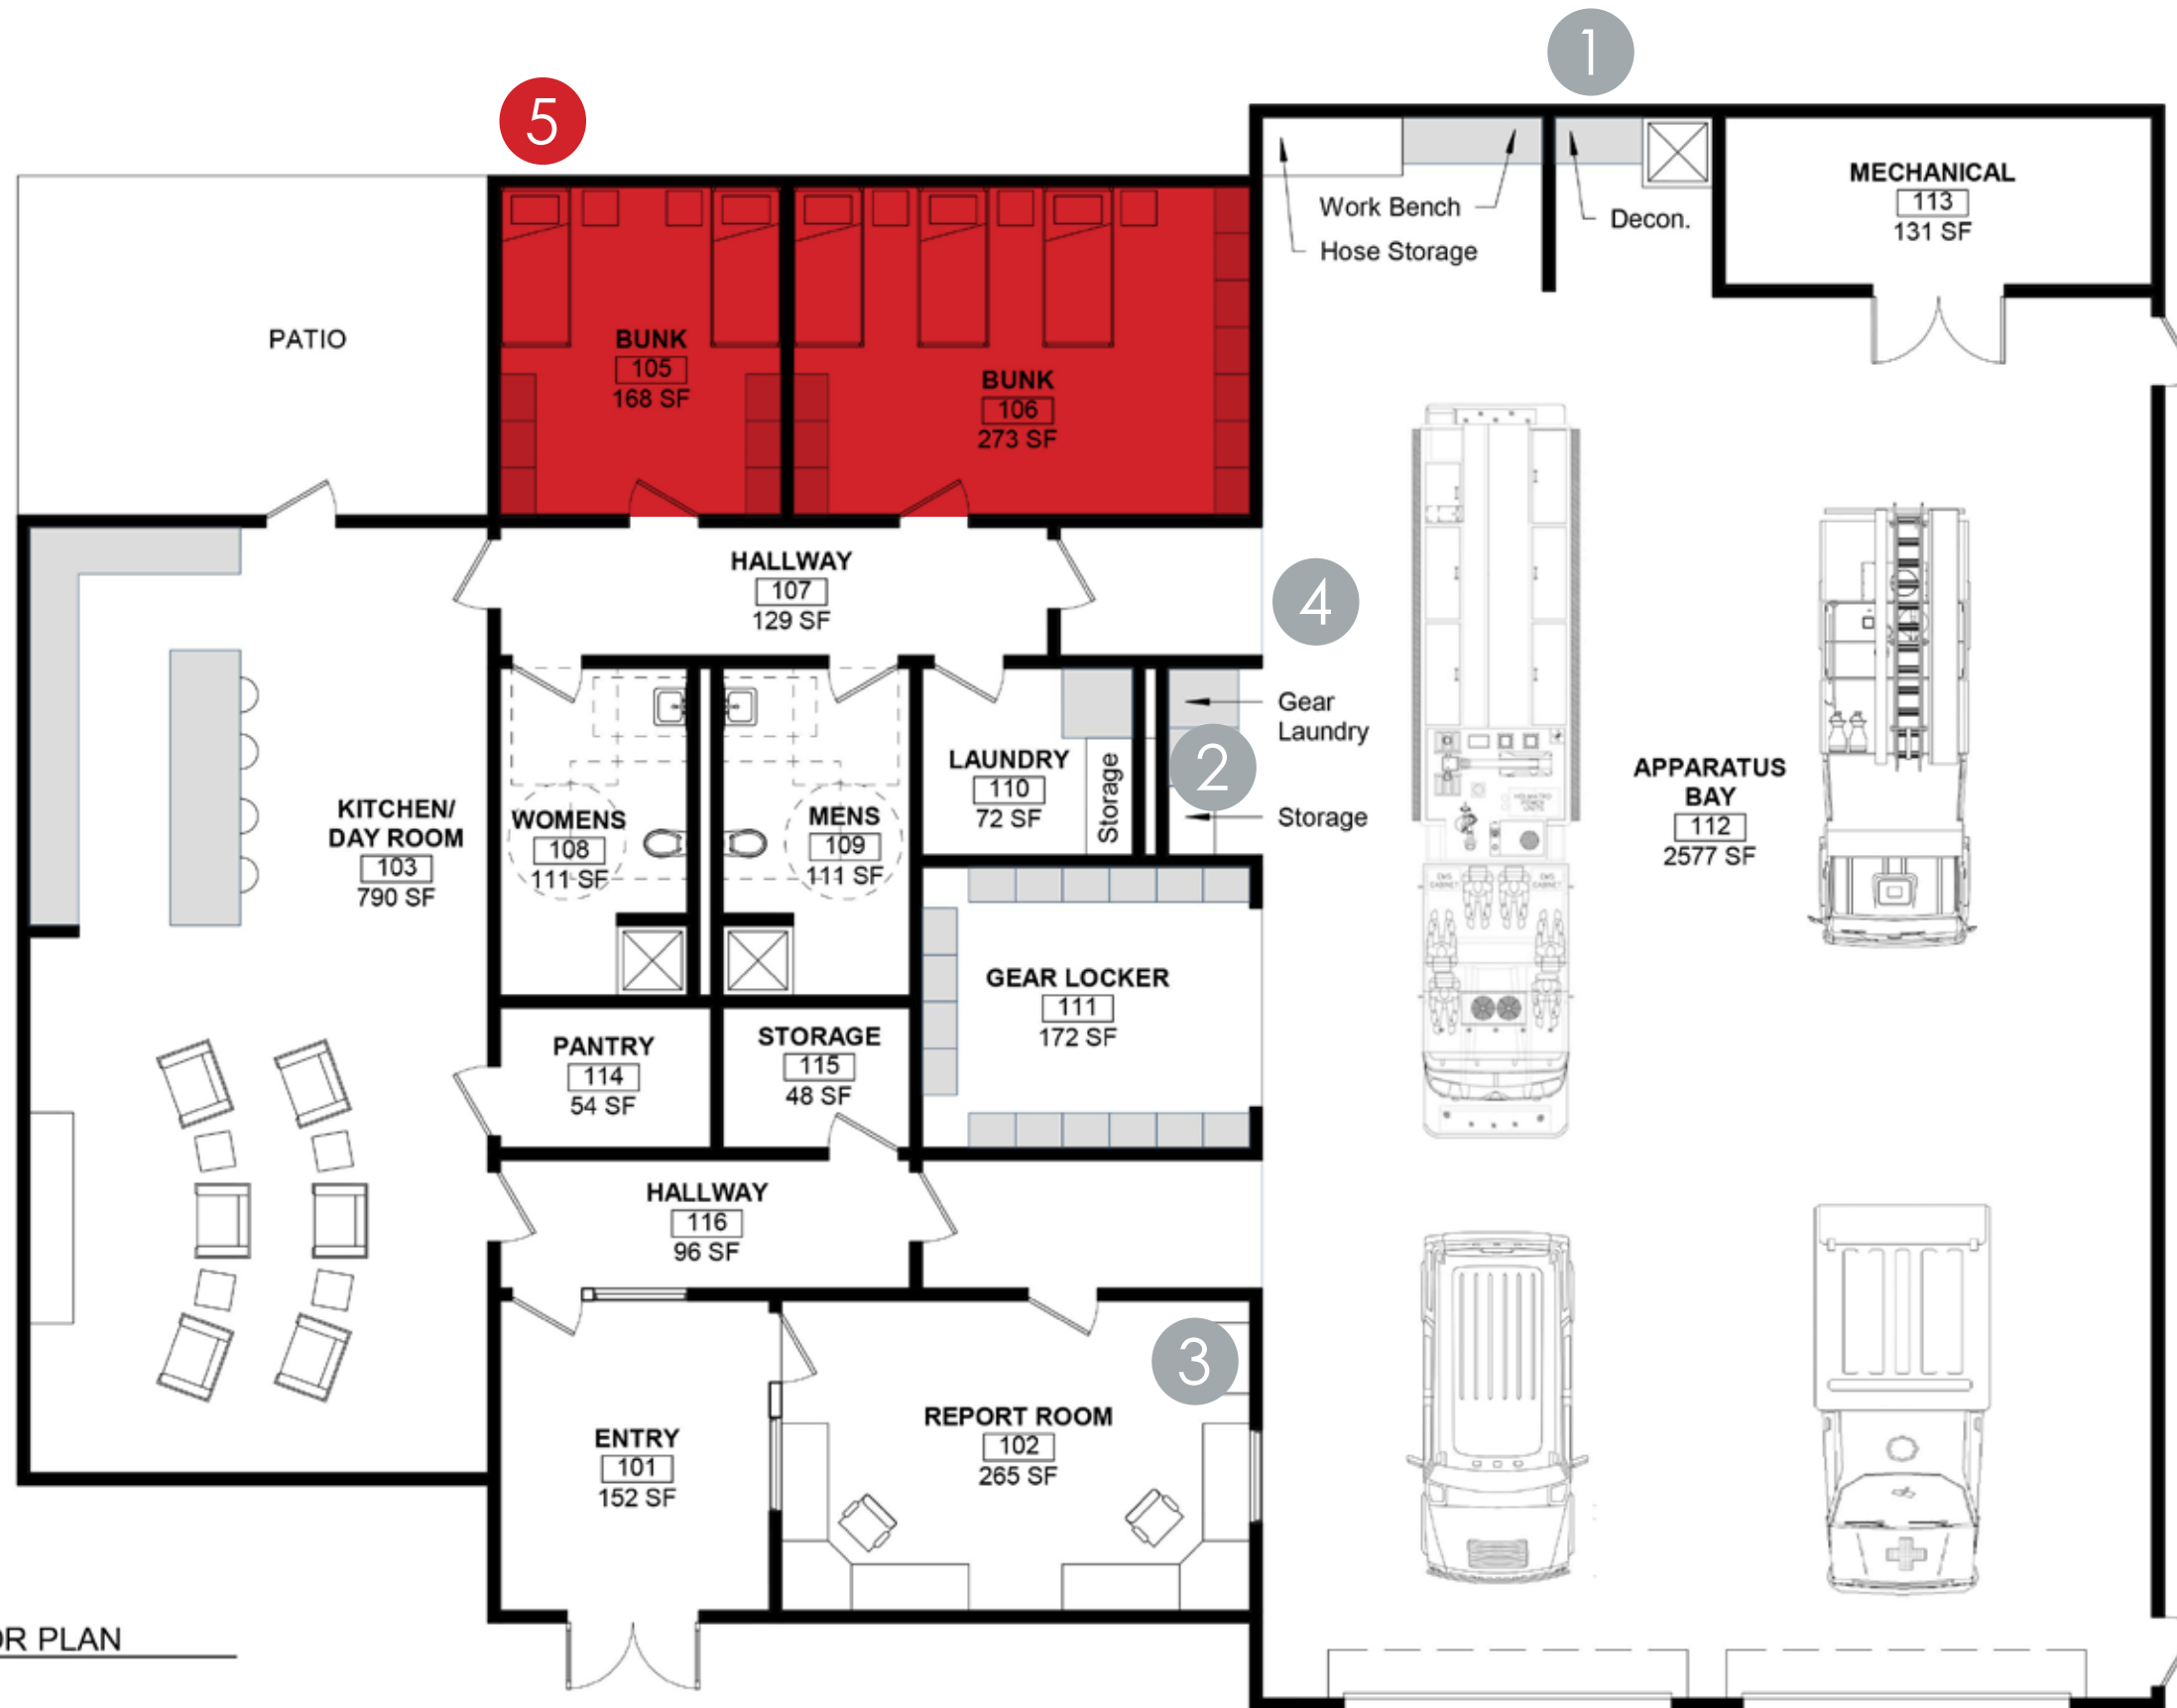 1
5
MECHANICAL
113
131 SF
Work Bench
Decon.
Hose Storage
PATIO
BUNK
105
168 SF
BUNK
106
273 SF
HALLWAY
107
129 SF
4
Gear
Laundry
2
Storage
LAUNDRY
110
72 SF
Storage
APPARATUS
BAY
112
2577 SF
KITCHEN/
DAY ROOM
103
790 SF
WOMENS
108
111 SF
MENS
109
111 SF
EMS
CABINET
EMS
CABINET
GEAR LOCKER
111
172 SF
PANTRY
114
54 SF
STORAGE
115
48 SF
HALLWAY
116
96 SF
3
REPORT ROOM
102
265 SF
ENTRY
101
152 SF
OR PLAN